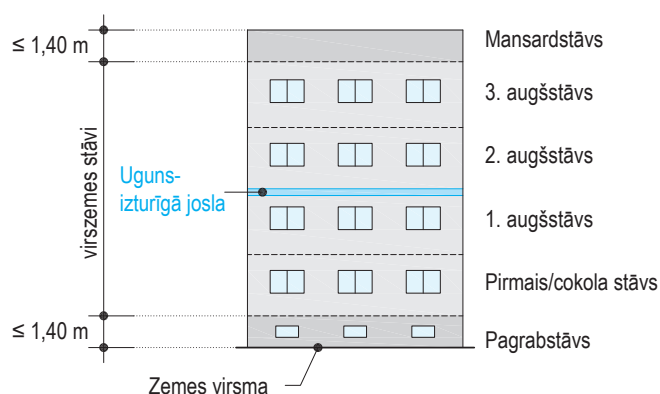 ≤ 1,40 m
Mansardstāvs
3. augšstāvs
virszemes stāvi
2. augšstāvs
Uguns-
izturīgā josla
1. augšstāvs
Pirmais/cokola stāvs
≤ 1,40 m
Pagrabstāvs
Zemes virsma